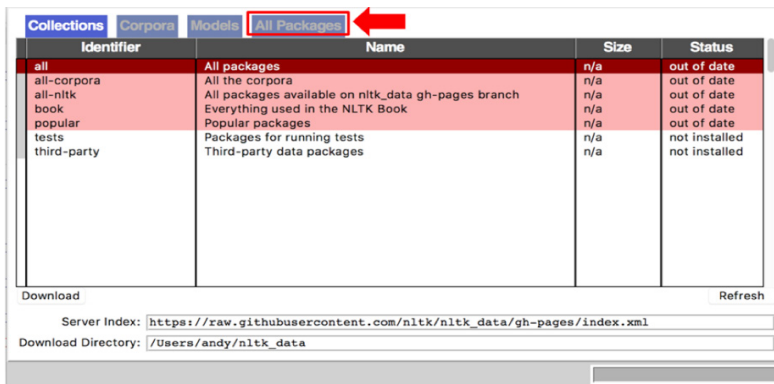 Collections Corpora Models All Packages
Identifier Name Size Status
all All packages n/a out of date
all-corpora All the corpora n/a out of date
all-nltk All packages available on nltk_data gh-pages branch n/a out of date
book Everything used in the NLTK Book n/a out of date
popular Popular packages n/a out of date
tests Packages for running tests n/a not installed
third-party Third-party data packages n/a not installed
Download Refresh
Server Index: https://raw.githubusercontent.com/nltk/nltk_data/gh-pages/index.xml
Download Directory: /Users/andy/nltk_data